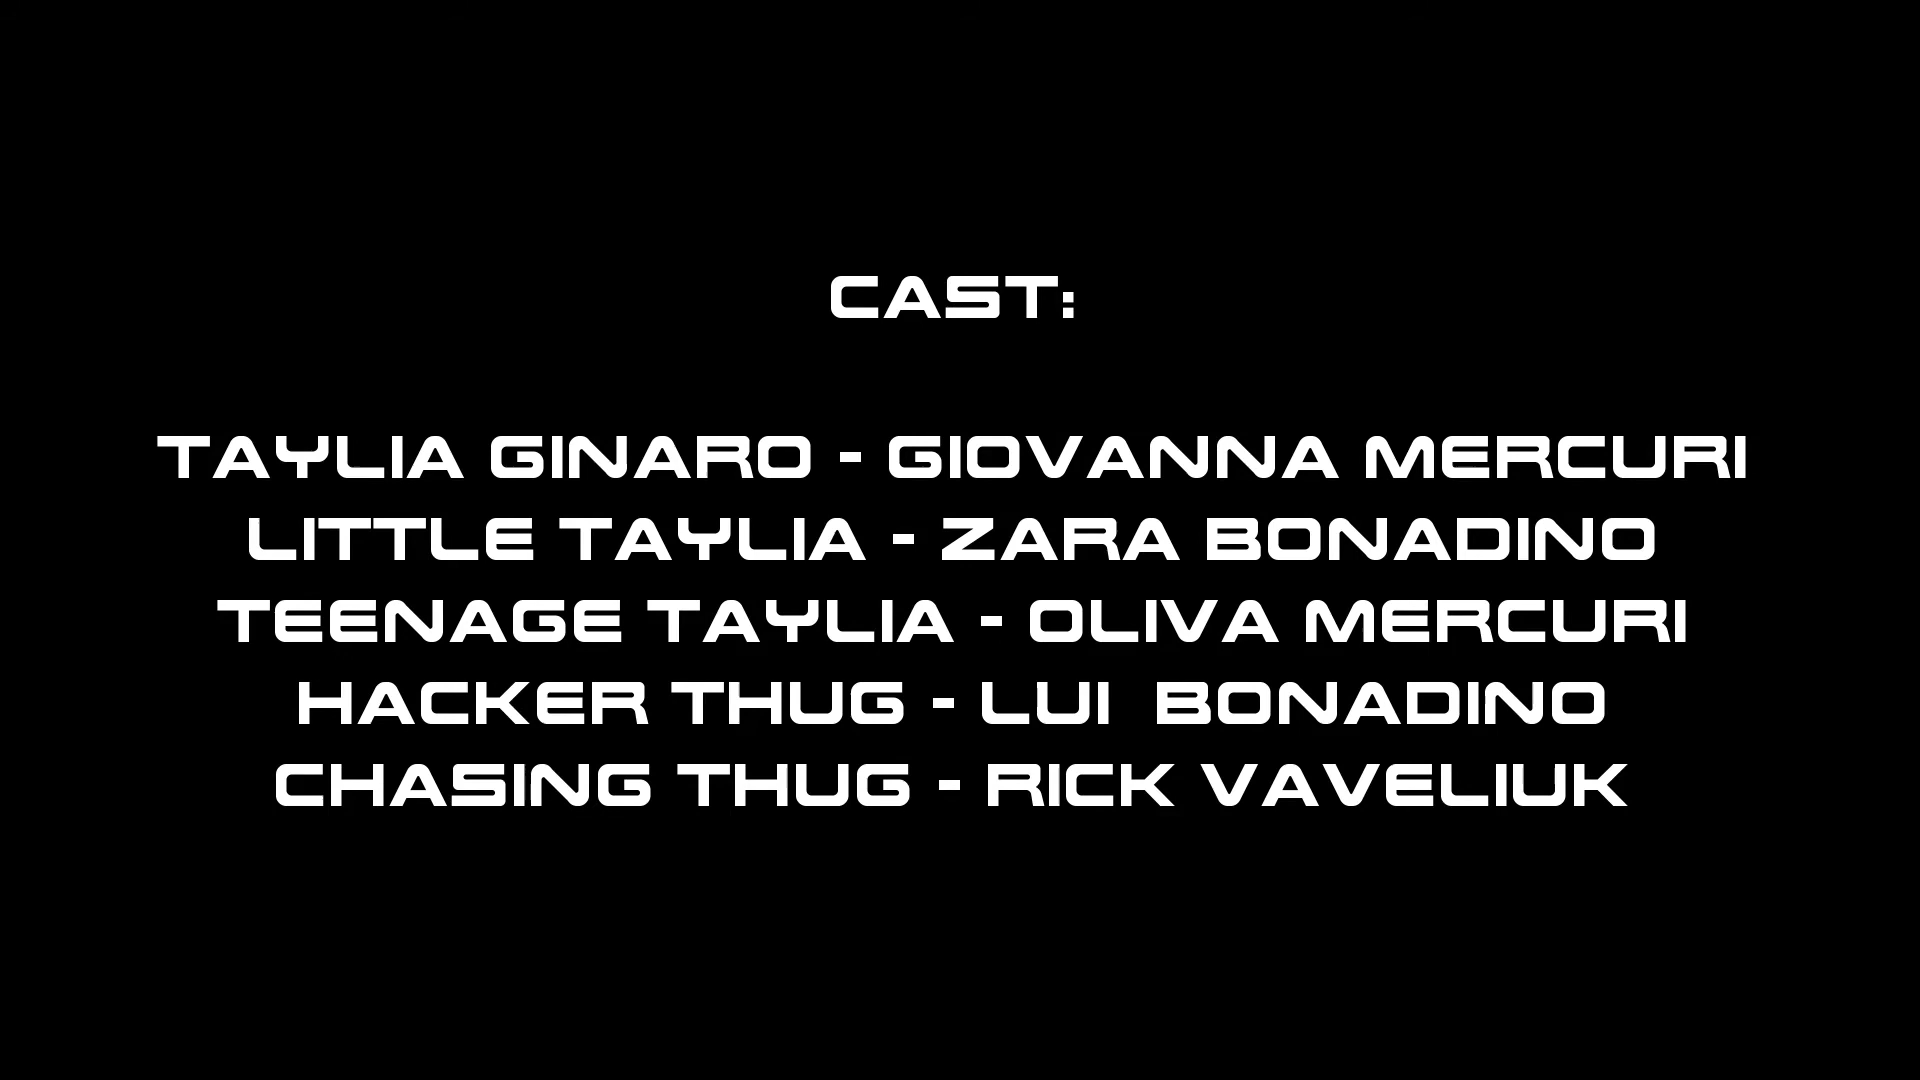 CAST:
TAYLIA GINARO - GIOVANNA MERCURI
LITTLE TAYLIA - ZARA BONADINO
TEENAGE TAYLIA - OLIVA MERCURI
HACKER THUG - LUI  BONADINO
CHASING THUG - RICK VAVELIUK